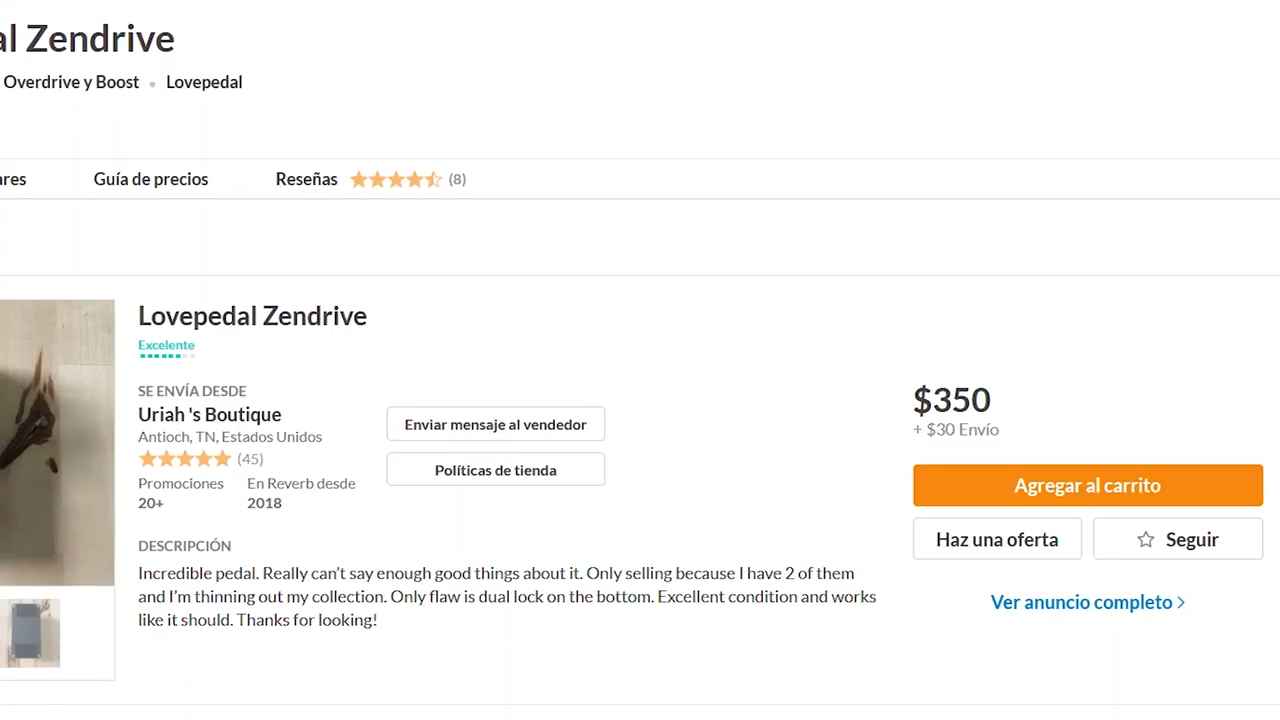 al Zendrive
Overdrive y Boost • Lovepedal
ares Guía de precios Reseñas (8)
Lovepedal Zendrive
Excelente
SE ENVÍA DESDE
Uriah 's Boutique
Antioch, TN, Estados Unidos
(45)
Promociones En Reverb desde
20+ 2018
Enviar mensaje al vendedor
Políticas de tienda
DESCRIPCIÓN
Incredible pedal. Really can't say enough good things about it. Only selling because I have 2 of them
and I'm thinning out my collection. Only flaw is dual lock on the bottom. Excellent condition and works
like it should. Thanks for looking!
$350
+ $30 Envío
Agregar al carrito
Haz una oferta Seguir
Ver anuncio completo >